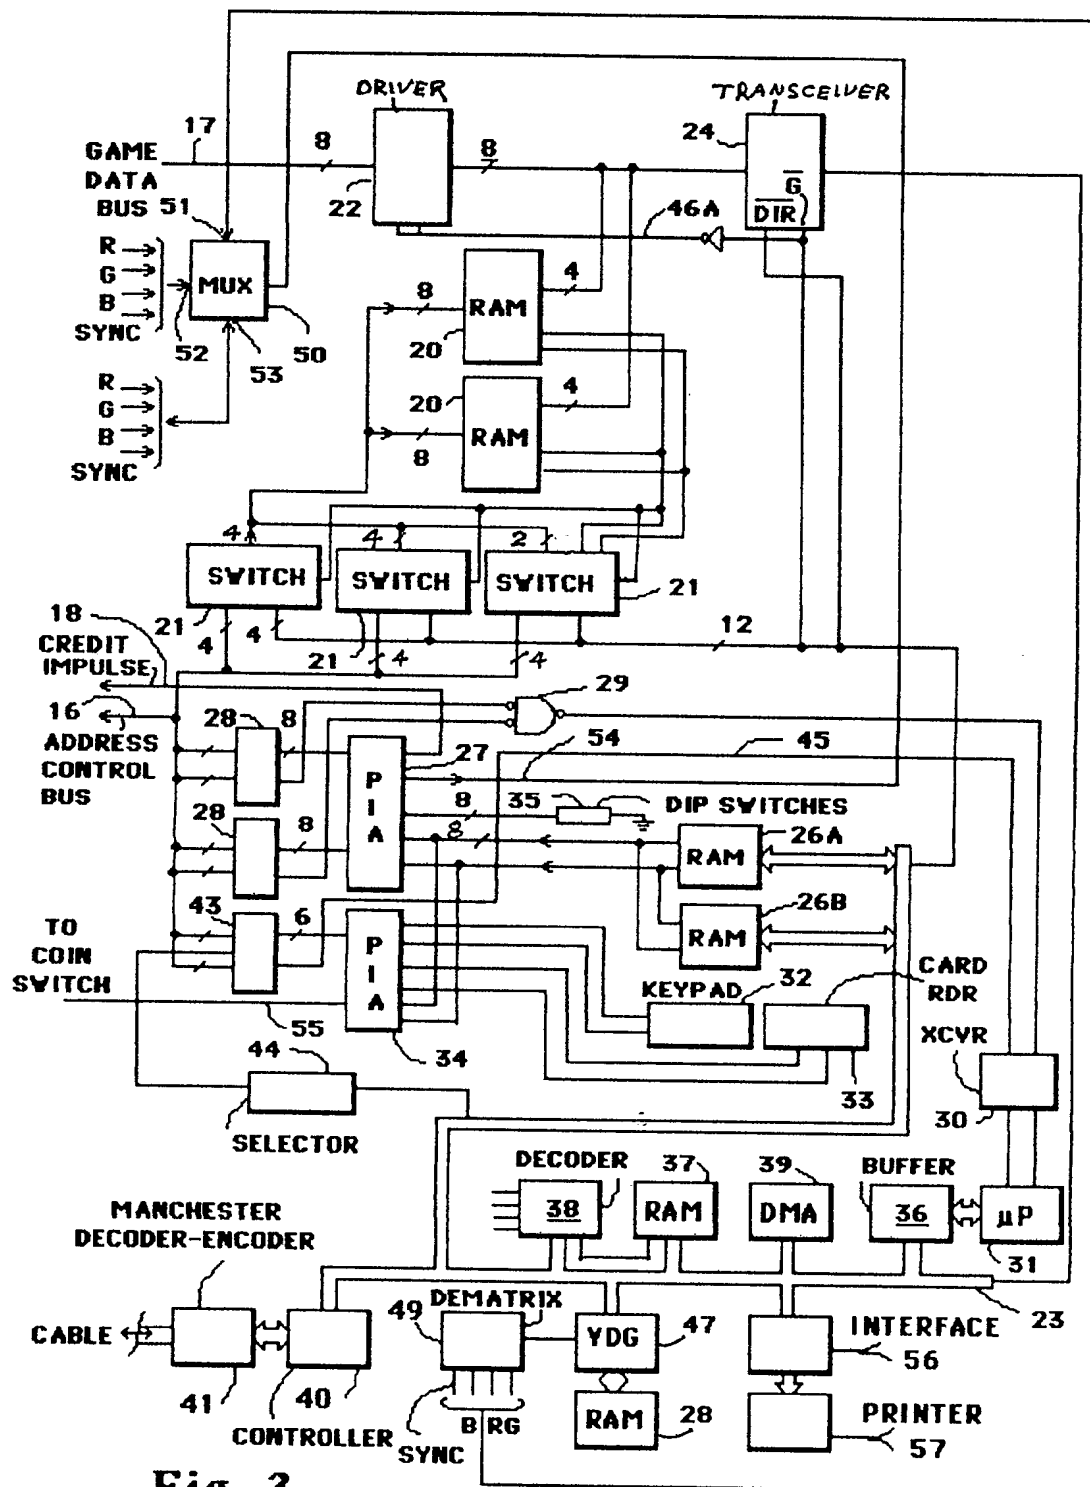 DRIVER
TRANSCEIVER
17
8
8
24
GAME
DATA
BUS
51
22
G
DIR
46A
R
G
B
SYNC
MUX
52
53
50
8
RAM
4
20
R
G
B
SYNC
20
4
RAM
8
4
4
2
SWITCH
SWITCH
SWITCH
21
21
21
18
4
4
4
4
12
CREDIT
IMPULSE
16
28
8
29
ADDRESS
CONTROL
BUS
27
54
45
PIA
8
35
DIP SWITCHES
28
8
8
26A
RAM
43
6
26B
RAM
TO
COIN
SWITCH
PIA
CARD
RDR
KEYPAD
32
55
34
33
XCVR
30
44
SELECTOR
DECODER
37
39
BUFFER
38
RAM
DMA
36
µP
31
MANCHESTER
DECODER-ENCODER
DEMATRIX
23
CABLE
49
VDG
47
INTERFACE
56
41
40
CONTROLLER
SYNC
B RG
RAM
28
PRINTER
57